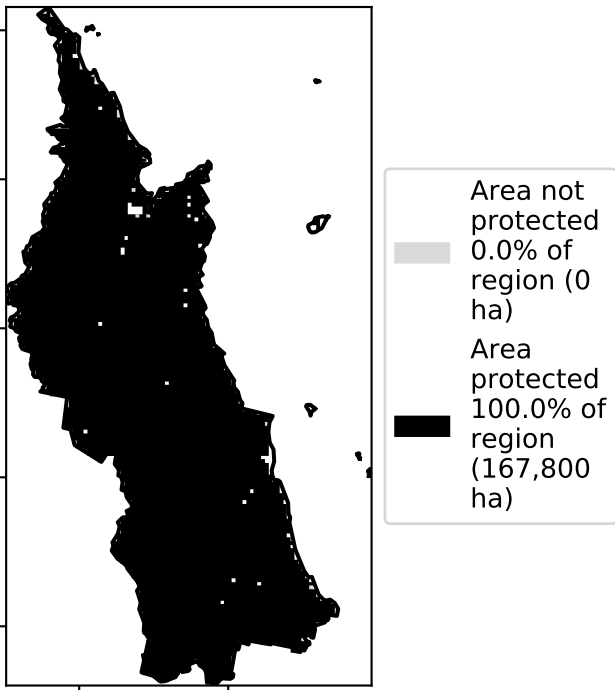 Area not
protected
0.0% of
region (0
ha)
Area
protected
100.0% of
region
(167,800
ha)